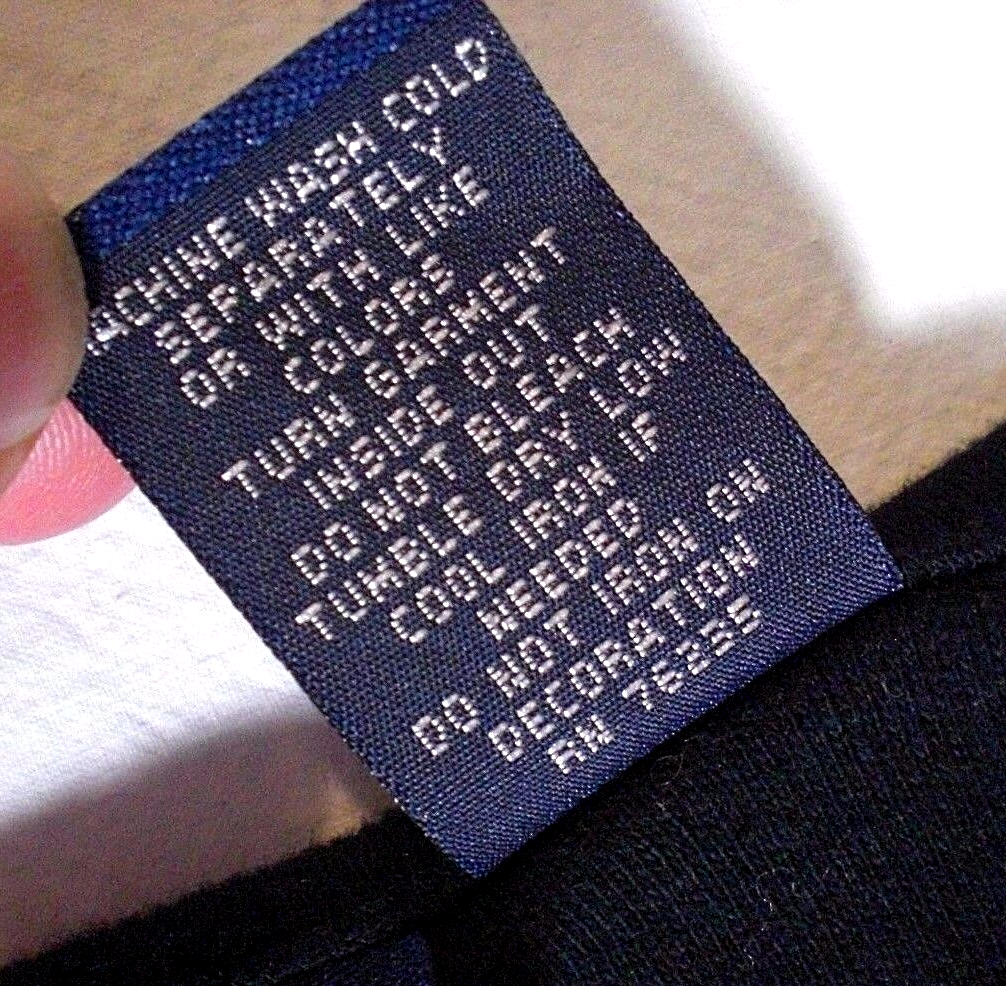 ACHINE WASH COLD
SEPARATELY
OR WITH LIKE
COLORS
TURN GARMENT
INSIDE OUT
DO NOT BLEACH
TUMBLE DRY LOW
COOL IRON IF
NEEDED
DO NOT IRON ON
DECORATION
RN 76235